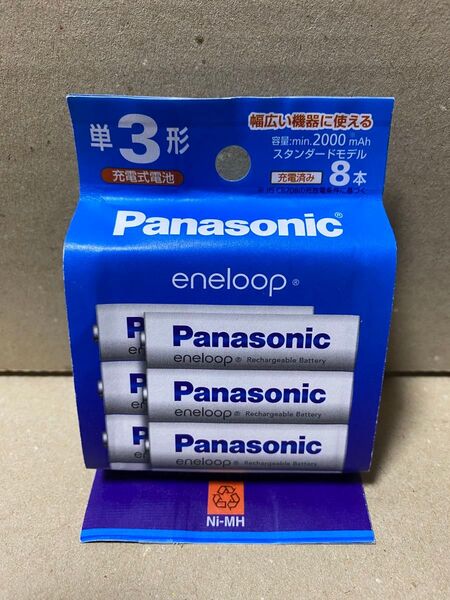 単3形
充電式電池
幅広い機器に使える
容量:min.2000 mAh
スタンダードモデル
充電済み 8本
Panasonic®
eneloop®
P
Panasonic
eneloop® Rechargeable Battery
P
Panasonic
eneloop® Rechargeable Battery
Panasonic
eneloop® Rechargeable Battery
Ni-MH